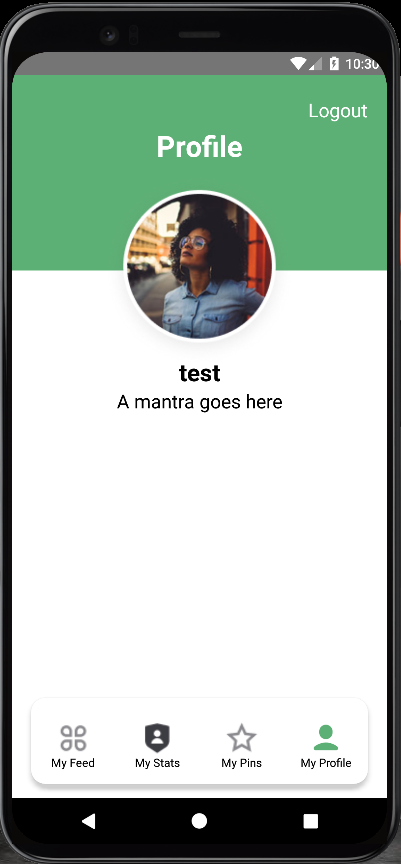 10:30
Logout
Profile
test
A mantra goes here
My Feed
My Stats
My Pins
My Profile